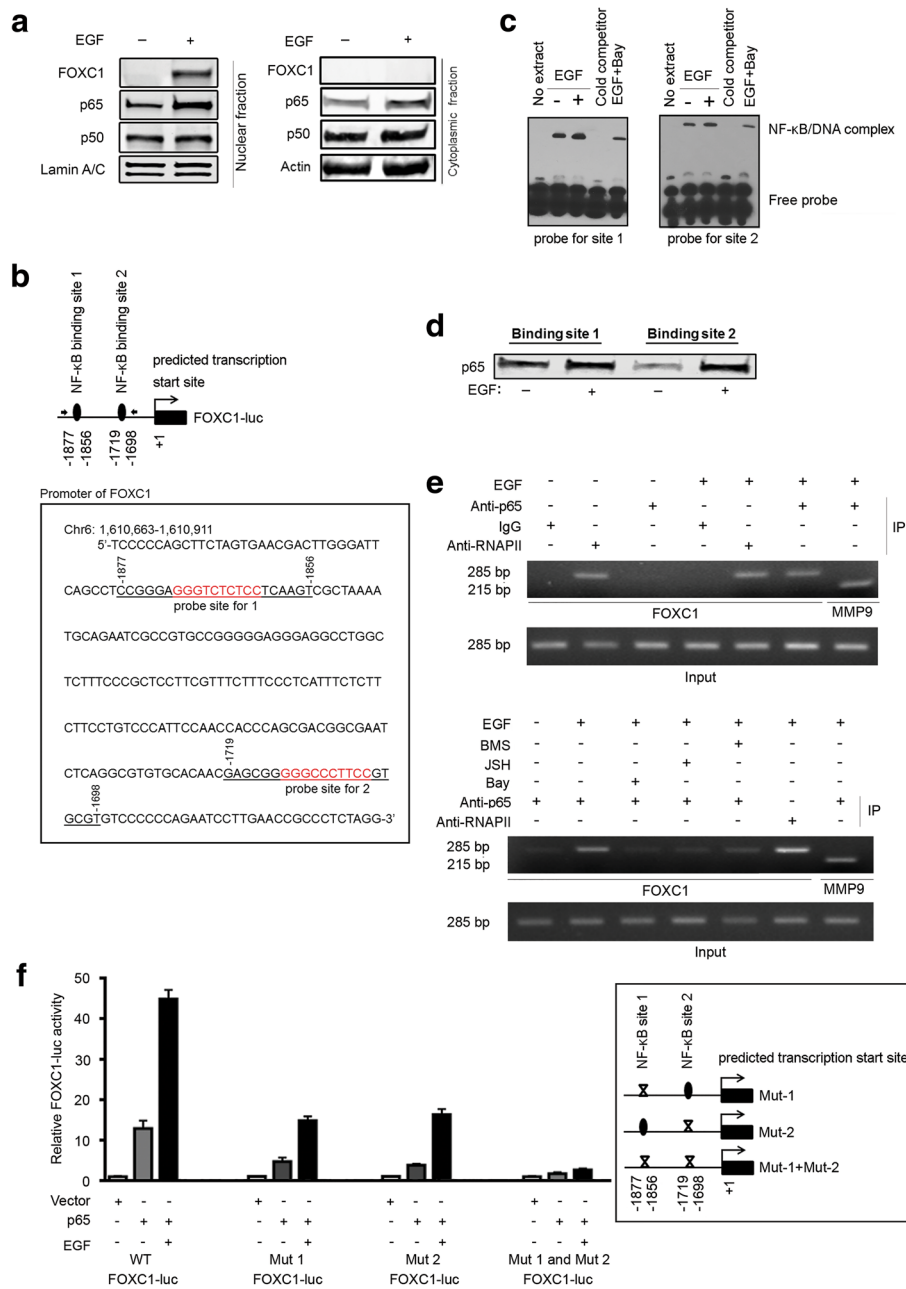 a
EGF – +
FOXC1
p65
p50
Lamin A/C
Nuclear fraction
EGF – +
FOXC1
p65
p50
Actin
Cytoplasmic fraction
b
NF-κB binding site 1
NF-κB binding site 2
predicted transcription
start site
FOXC1-luc
-1877
-1856
-1719
-1698
+1
Promoter of FOXC1
Chr6: 1,610,663-1,610,911
5'-TCCCCCAGCTTCTAGTGAACGACTTGGGATT
-1877
-1856
CAGCCTCCGGGAGGGTCTCTCCTCAAGTCGCTAAAA
probe site for 1
TGCAGAATCGCCGTGCCGGGGGAGGGAGGCCTGGC
TCTTTCCCGCTCCTTCGTTTCTTTCCCTCATTTCTCTT
CTTCCTGTCCCATTCCAACCACCCAGCGACGGCGAAT
-1719
CTCAGGCGTGTGCACAACGAGCGGGGGCCCTTCCGT
probe site for 2
-1698
GCGTGTCCCCCCAGAATCCTTGAACCGCCCTCTAGG-3'
c
No extract
EGF
- +
Cold competitor
EGF+Bay
probe for site 1
No extract
EGF
- +
Cold competitor
EGF+Bay
probe for site 2
NF-κB/DNA complex
Free probe
d
Binding site 1 Binding site 2
p65
EGF: – + – +
e
EGF - - - + + + +
Anti-p65 - - + - - + +
IgG + - - + - - -
Anti-RNAPII - + - - + - -
IP
285 bp
215 bp
FOXC1 MMP9
285 bp
Input
EGF - + + + + + +
BMS - - - - + - -
JSH - - - + - - -
Bay - - + - - - -
Anti-p65 + + + + + - +
Anti-RNAPII - - - - - + -
IP
285 bp
215 bp
FOXC1 MMP9
285 bp
Input
f
Relative FOXC1-luc activity
50
40
30
20
10
0
Vector + - - + - - + - - + - -
p65 - + + - + + - + + - + +
EGF - - + - - + - - + - - +
WT Mut 1 Mut 2 Mut 1 and Mut 2
FOXC1-luc FOXC1-luc FOXC1-luc FOXC1-luc
NF-κB site 1
NF-κB site 2
predicted transcription start site
Mut-1
Mut-2
Mut-1+Mut-2
-1877
-1856
-1719
-1698
+1